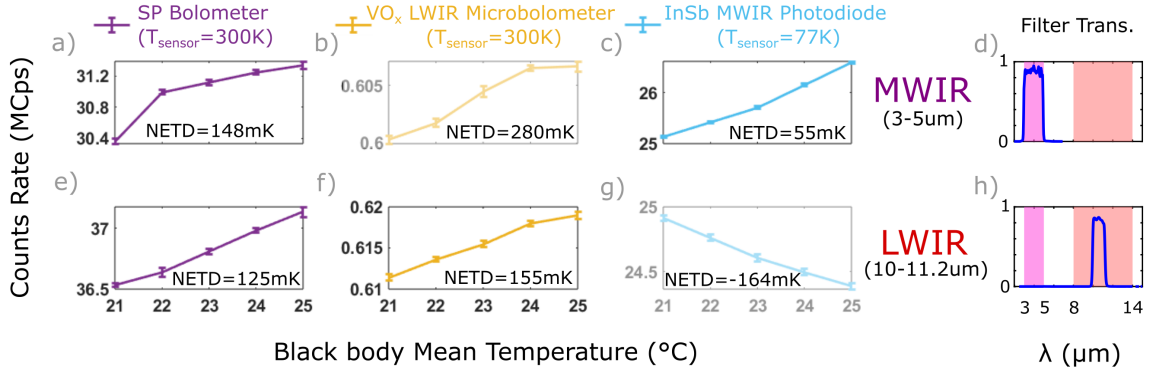 SP Bolometer
(T_sensor=300K)
VOx LWIR Microbolometer
(T_sensor=300K)
InSb MWIR Photodiode
(T_sensor=77K)
Filter Trans.
Counts Rate (MCps)
a)
31.2
30.9
30.4
NETD=148mK
b)
0.605
0.6
NETD=280mK
c)
26
25
NETD=55mK
MWIR
(3-5um)
d)
1
0
e)
37
36.5
NETD=125mK
21 22 23 24 25
f)
0.62
0.615
0.61
NETD=155mK
21 22 23 24 25
g)
25
24.5
NETD=-164mK
21 22 23 24 25
LWIR
(10-11.2um)
h)
1
0
3 5 8 14
Black body Mean Temperature (°C)
λ (μm)